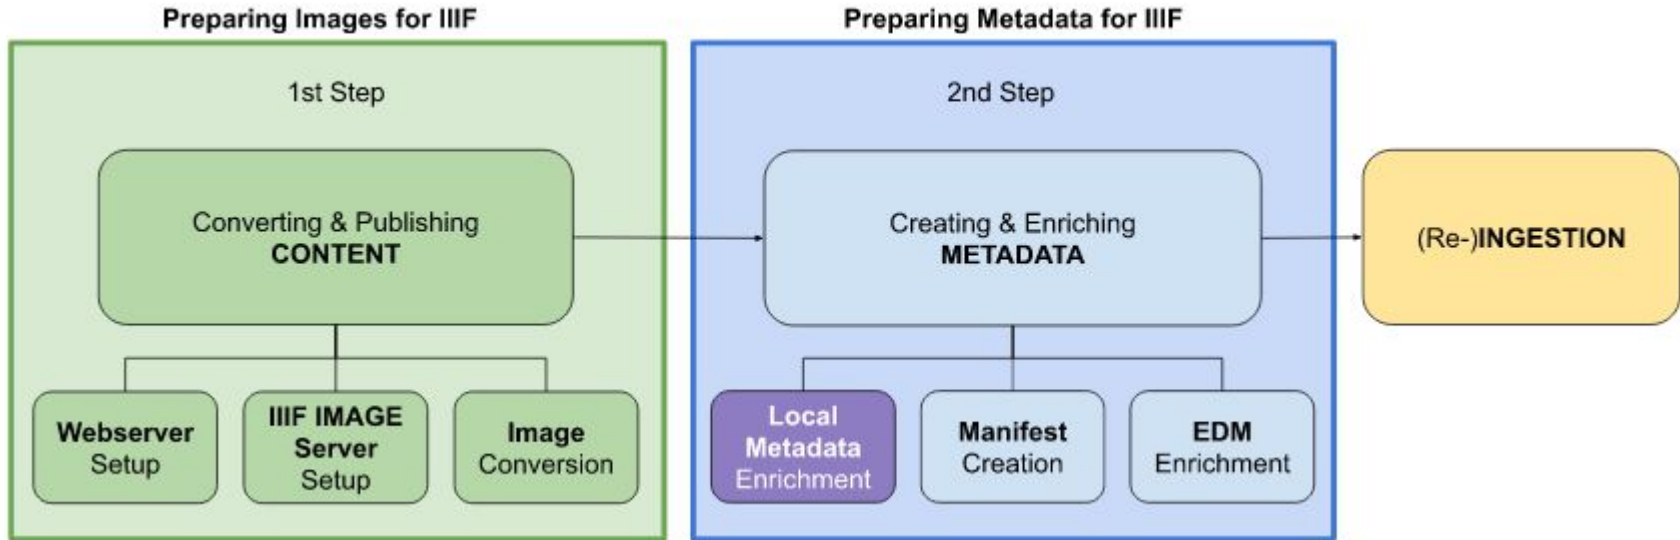 Preparing Images for IIIF
Preparing Metadata for IIIF
1st Step
2nd Step
Converting & Publishing
CONTENT
Creating & Enriching
METADATA
(Re-)INGESTION
Webserver
Setup
IIIF IMAGE
Server
Setup
Image
Conversion
Local
Metadata
Enrichment
Manifest
Creation
EDM
Enrichment